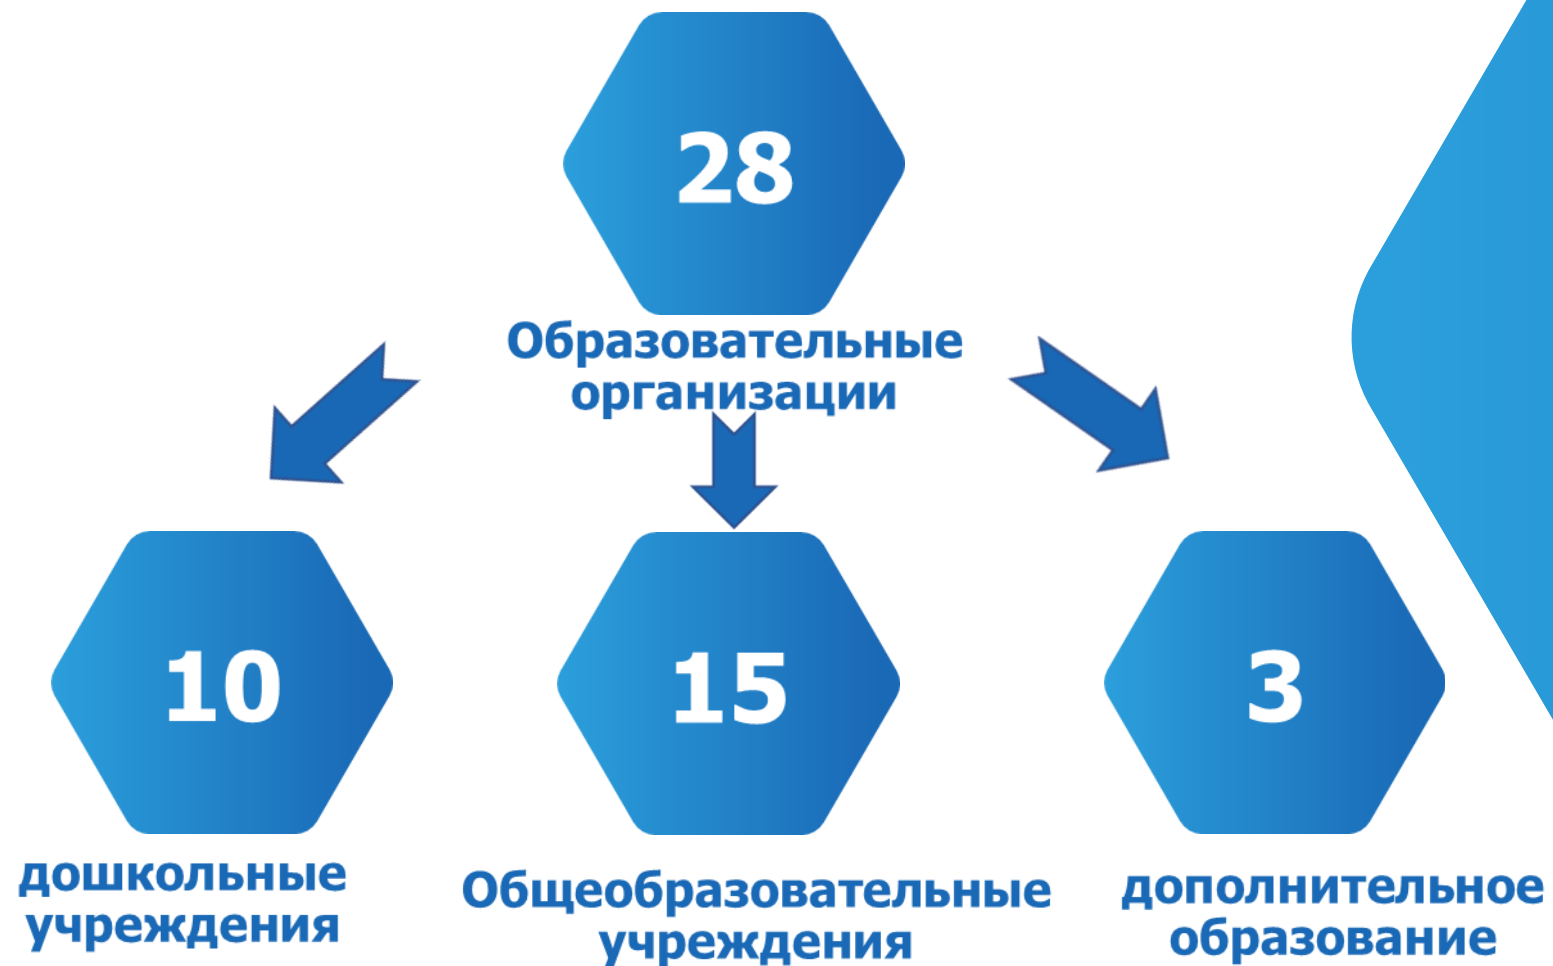 28
Образовательные
организации
10
15
3
дошкольные
учреждения
Общеобразовательные
учреждения
дополнительное
образование